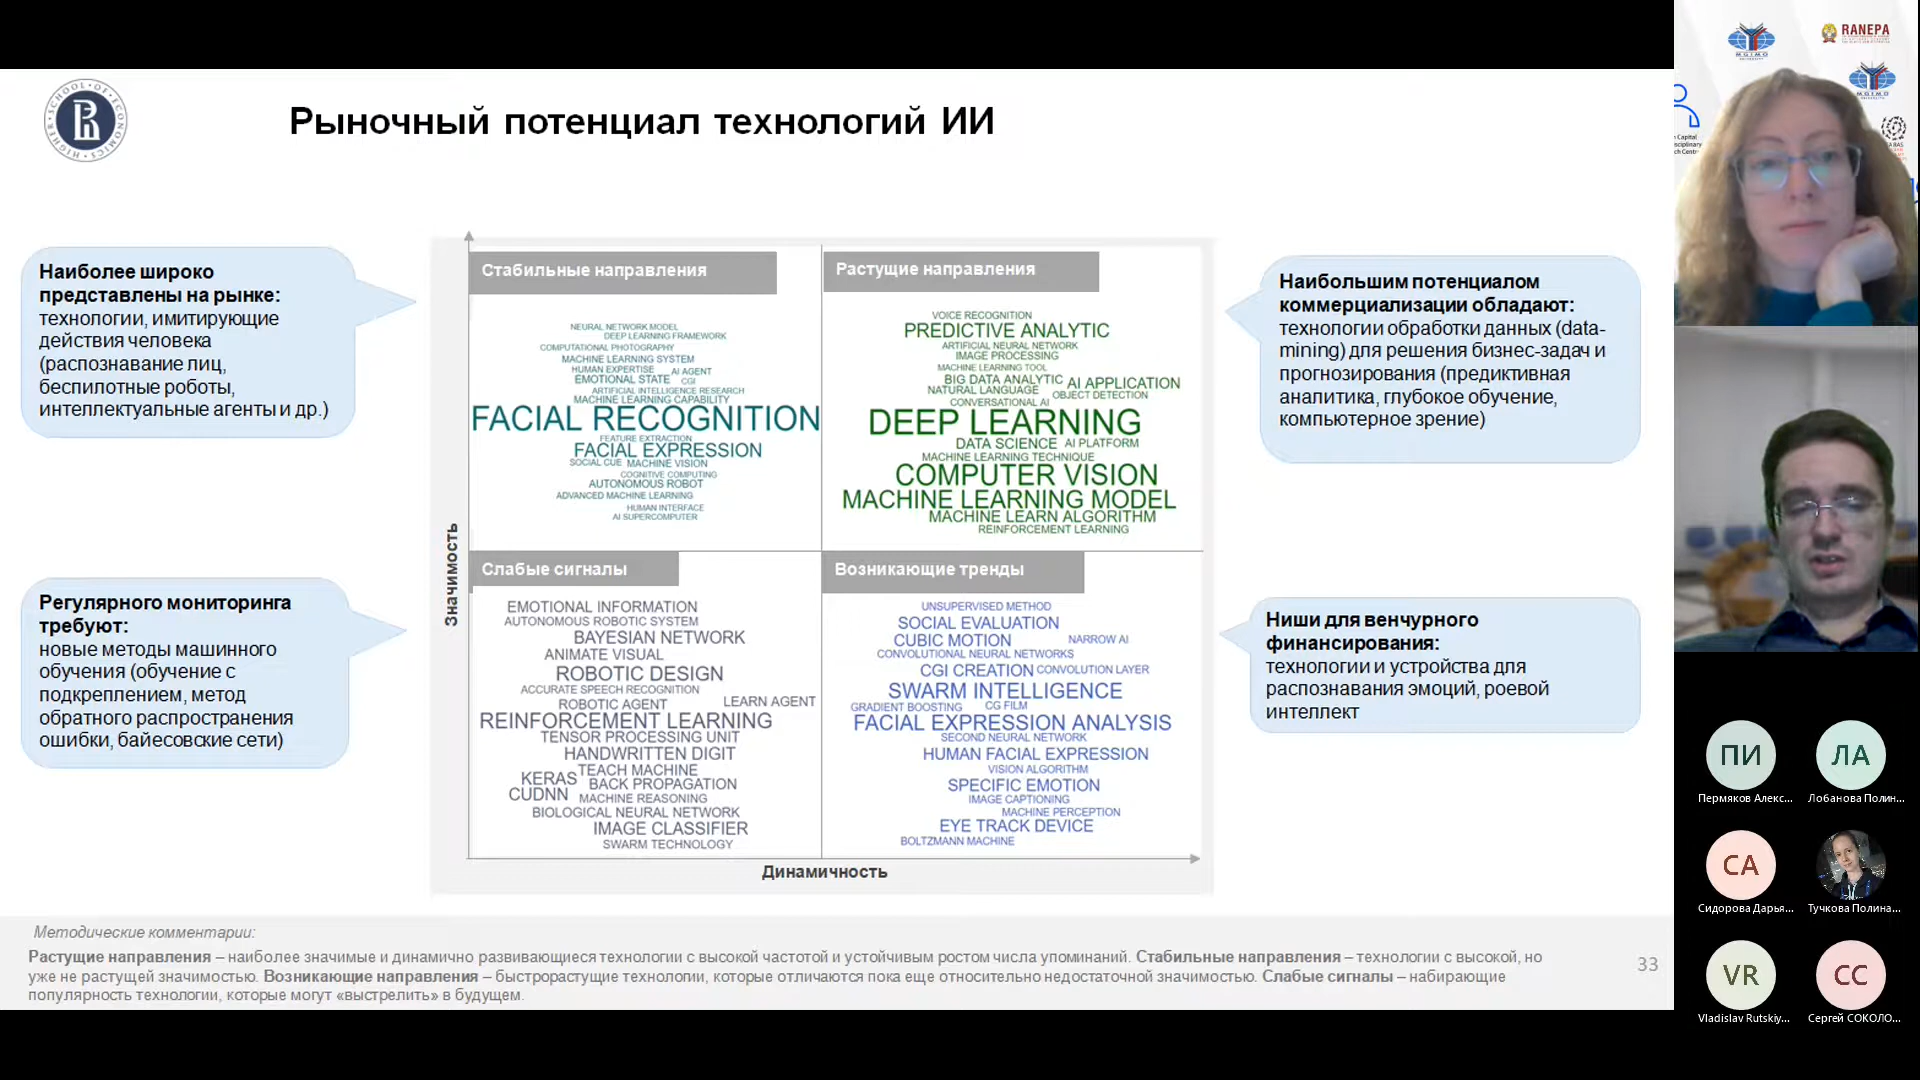 Рыночный потенциал технологий ИИ
HIGHER SCHOOL OF ECONOMICS
Наиболее широко
представлены на рынке:
технологии, имитирующие
действия человека
(распознавание лиц,
беспилотные роботы,
интеллектуальные агенты и др.)
Регулярного мониторинга
требуют:
новые методы машинного
обучения (обучение с
подкреплением, метод
обратного распространения
ошибки, байесовские сети)
Значимость
Стабильные направления
NEURAL NETWORK MODEL
DEEP LEARNING FRAMEWORK
COMPUTATIONAL PHOTOGRAPHY
MACHINE LEARNING SYSTEM
HUMAN EXPERTISE AI AGENT
EMOTIONAL STATE CGI
ARTIFICIAL INTELLIGENCE RESEARCH
MACHINE LEARNING CAPABILITY
FACIAL RECOGNITION
FEATURE EXTRACTION
FACIAL EXPRESSION
SOCIAL CUE MACHINE VISION
COGNITIVE COMPUTING
AUTONOMOUS ROBOT
ADVANCED MACHINE LEARNING
HUMAN INTERFACE
AI SUPERCOMPUTER
Растущие направления
VOICE RECOGNITION
PREDICTIVE ANALYTIC
ARTIFICIAL NEURAL NETWORK
IMAGE PROCESSING
MACHINE LEARNING TOOL
BIG DATA ANALYTIC AI APPLICATION
NATURAL LANGUAGE OBJECT DETECTION
CONVERSATIONAL AI
DEEP LEARNING
DATA SCIENCE AI PLATFORM
MACHINE LEARNING TECHNIQUE
COMPUTER VISION
MACHINE LEARNING MODEL
MACHINE LEARN ALGORITHM
REINFORCEMENT LEARNING
Слабые сигналы
EMOTIONAL INFORMATION
AUTONOMOUS ROBOTIC SYSTEM
BAYESIAN NETWORK
ANIMATE VISUAL
ROBOTIC DESIGN
ACCURATE SPEECH RECOGNITION
ROBOTIC AGENT LEARN AGENT
REINFORCEMENT LEARNING
TENSOR PROCESSING UNIT
HANDWRITTEN DIGIT
TEACH MACHINE
KERAS BACK PROPAGATION
CUDNN MACHINE REASONING
BIOLOGICAL NEURAL NETWORK
IMAGE CLASSIFIER
SWARM TECHNOLOGY
Возникающие тренды
UNSUPERVISED METHOD
SOCIAL EVALUATION
CUBIC MOTION NARROW AI
CONVOLUTIONAL NEURAL NETWORKS
CGI CREATION CONVOLUTION LAYER
SWARM INTELLIGENCE
GRADIENT BOOSTING CG FILM
FACIAL EXPRESSION ANALYSIS
SECOND NEURAL NETWORK
HUMAN FACIAL EXPRESSION
VISION ALGORITHM
SPECIFIC EMOTION
IMAGE CAPTIONING
MACHINE PERCEPTION
EYE TRACK DEVICE
BOLTZMANN MACHINE
Динамичность
Наибольшим потенциалом
коммерциализации обладают:
технологии обработки данных (data-
mining) для решения бизнес-задач и
прогнозирования (предиктивная
аналитика, глубокое обучение,
компьютерное зрение)
Ниши для венчурного
финансирования:
технологии и устройства для
распознавания эмоций, роевой
интеллект
Методические комментарии:
Растущие направления – наиболее значимые и динамично развивающиеся технологии с высокой частотой и устойчивым ростом числа упоминаний. Стабильные направления – технологии с высокой, но
уже не растущей значимостью. Возникающие направления – быстрорастущие технологии, которые отличаются пока еще относительно недостаточной значимостью. Слабые сигналы – набирающие
популярность технологии, которые могут «выстрелить» в будущем.
33
RANEPA
MGIMO
UNIVERSITY
MGIMO
Capital
ПИ ЛА
Пермяков Алекс... Лобанова Полин...
СА
Сидорова Дарья... Тучкова Полина...
VR СС
Vladislav Rutskiy... Сергей СОКОЛО...